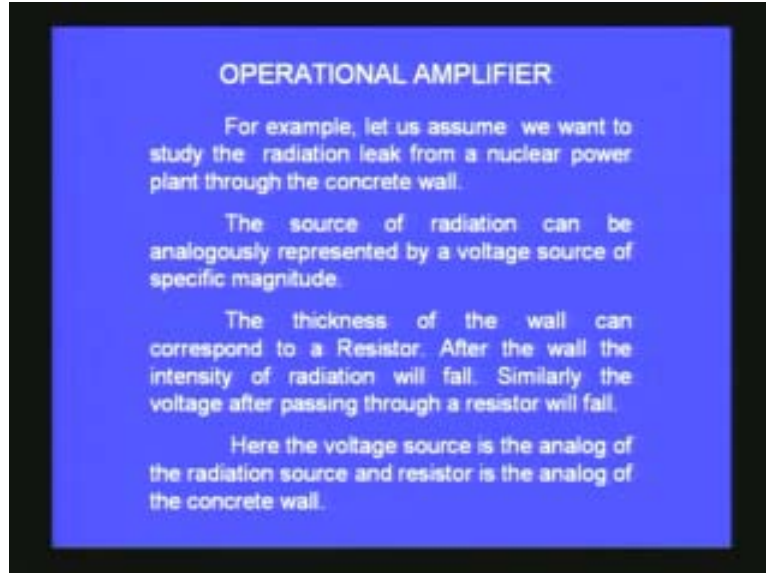 OPERATIONAL AMPLIFIER
For example, let us assume we want to
study the radiation leak from a nuclear power
plant through the concrete wall.
The source of radiation can be
analogously represented by a voltage source of
specific magnitude.
The thickness of the wall can
correspond to a Resistor. After the wall the
intensity of radiation will fall. Similarly the
voltage after passing through a resistor will fall.
Here the voltage source is the analog of
the radiation source and resistor is the analog of
the concrete wall.